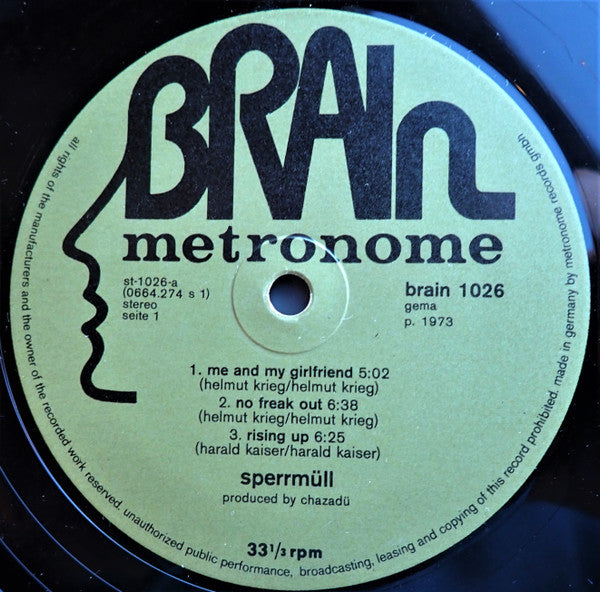 BRAIn
metronome
st-1026-a
(0664.274 s 1)
stereo
seite 1
brain 1026
gema
p. 1973
1. me and my girlfriend 5:02
(helmut krieg/helmut krieg)
2. no freak out 6:38
(helmut krieg/helmut krieg)
3. rising up 6:25
(harald kaiser/harald kaiser)
sperrmüll
produced by chazadü
33 1/3 rpm
all rights of the manufacturers and the owner of the recorded work reserved. unauthorized public performance, broadcasting, leasing and copying of this record prohibited. made in germany by metronome records gmbh